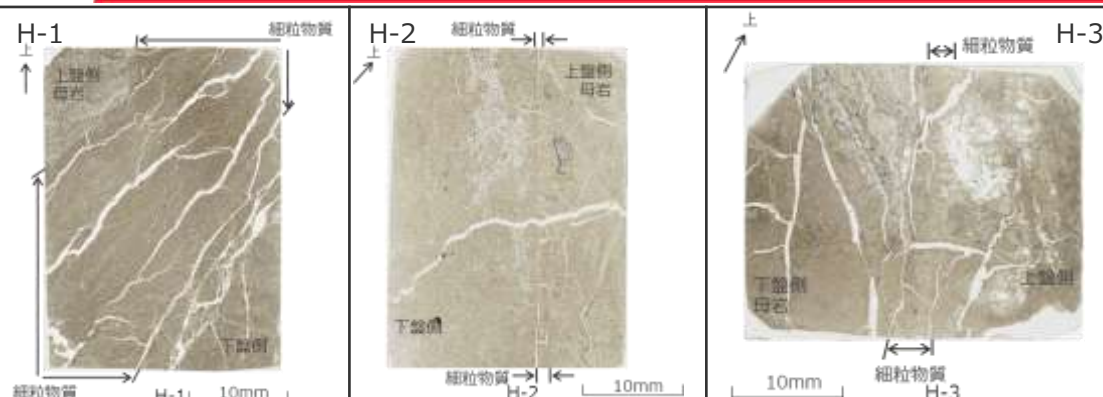 H-1
細粒物質
上
上盤側
母岩
下盤側
細粒物質
H-1
10mm
H-2
細粒物質
上
上盤側
母岩
下盤側
細粒物質
H-2
10mm
上
細粒物質
H-3
下盤側
母岩
上盤側
細粒物質
10mm
H-3